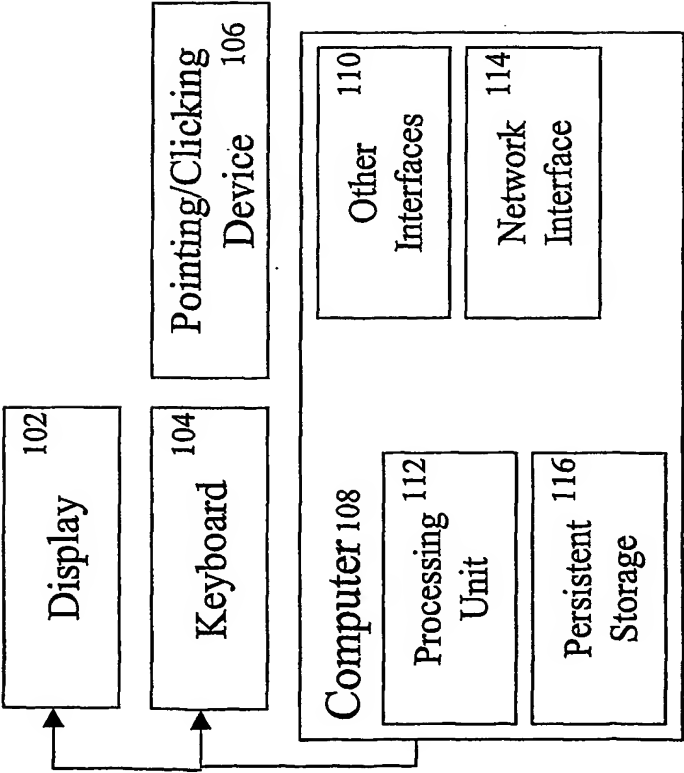 Display
102
Keyboard
104
Pointing/Clicking
Device
106
Computer 108
Processing
Unit
112
Other
Interfaces
110
Persistent
Storage
116
Network
Interface
114